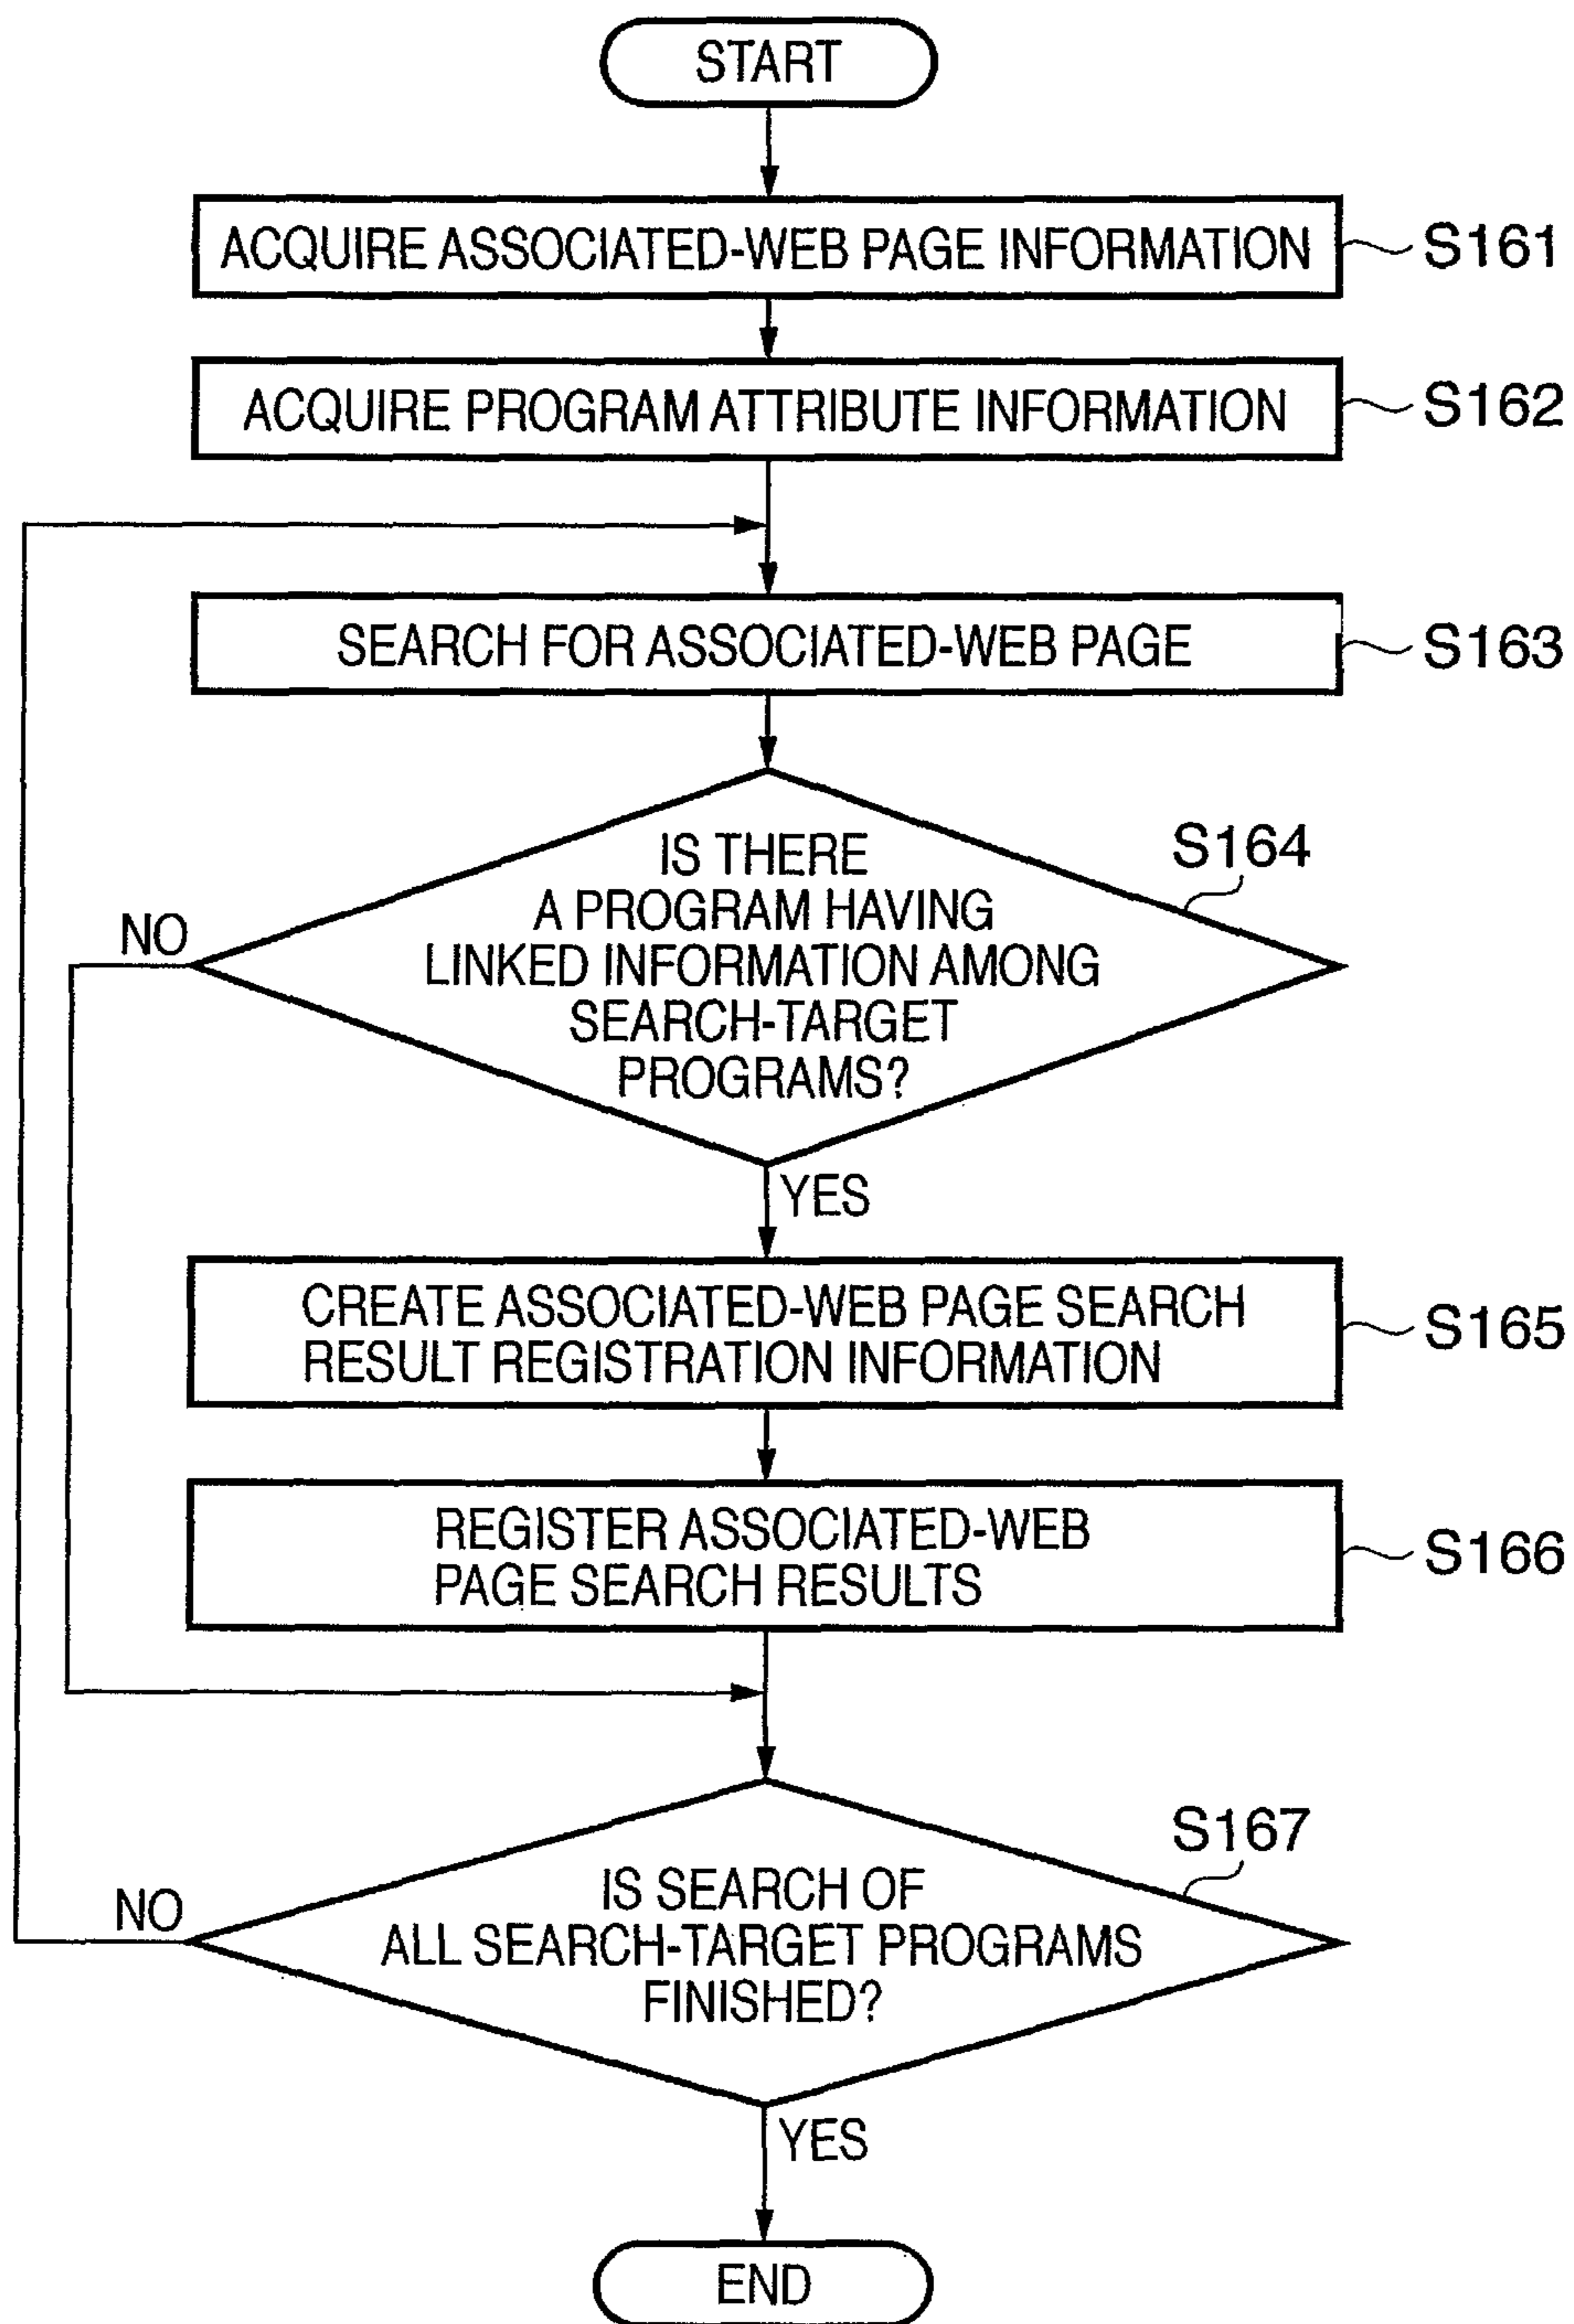 START
ACQUIRE ASSOCIATED-WEB PAGE INFORMATION
S161
ACQUIRE PROGRAM ATTRIBUTE INFORMATION
S162
SEARCH FOR ASSOCIATED-WEB PAGE
S163
S164
IS THERE
A PROGRAM HAVING
LINKED INFORMATION AMONG
SEARCH-TARGET
PROGRAMS?
NO
YES
CREATE ASSOCIATED-WEB PAGE SEARCH
RESULT REGISTRATION INFORMATION
S165
REGISTER ASSOCIATED-WEB
PAGE SEARCH RESULTS
S166
S167
IS SEARCH OF
ALL SEARCH-TARGET PROGRAMS
FINISHED?
NO
YES
END